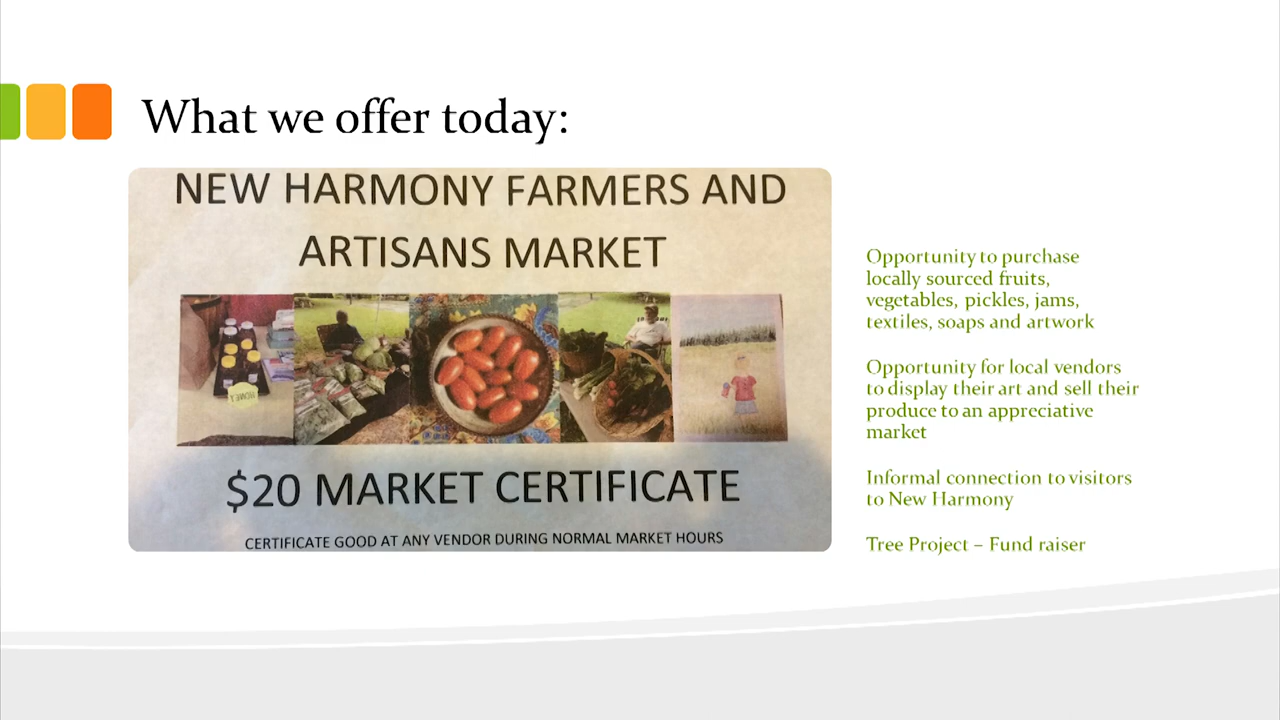 What we offer today:
NEW HARMONY FARMERS AND
ARTISANS MARKET
HONEY
$20 MARKET CERTIFICATE
CERTIFICATE GOOD AT ANY VENDOR DURING NORMAL MARKET HOURS
Opportunity to purchase
locally sourced fruits,
vegetables, pickles, jams,
textiles, soaps and artwork
Opportunity for local vendors
to display their art and sell their
produce to an appreciative
market
Informal connection to visitors
to New Harmony
Tree Project – Fund raiser